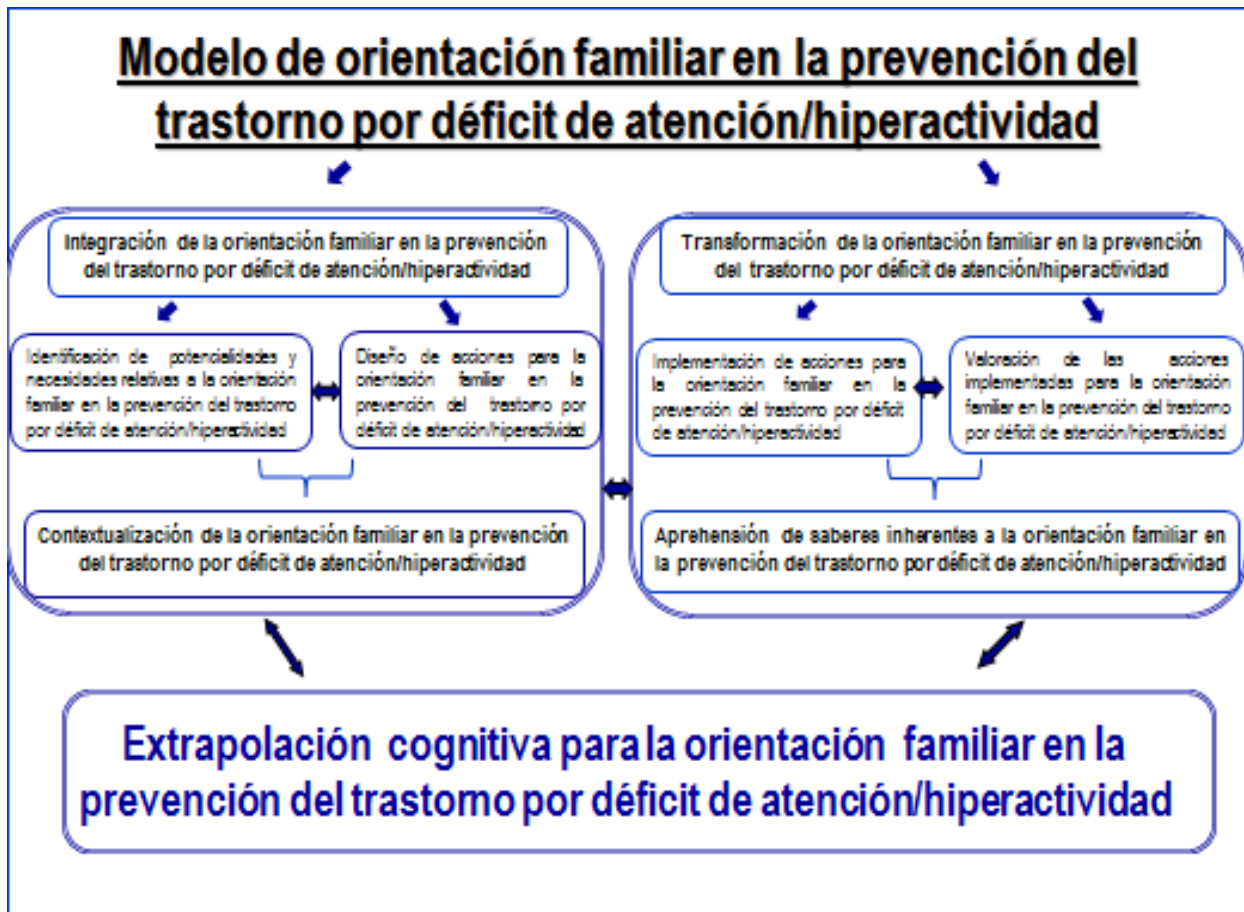 Modelo de orientación familiar en la prevención del
trastorno por déficit de atención/hiperactividad
Integración de la orientación familiar en la prevención
del trastorno por déficit de atención/hiperactividad
Identificación de potencialidades y
necesidades relativas a la orientación
familiar en la prevención del trastorno
por déficit de atención/hiperactividad
Diseño de acciones para la
orientación familiar en la
prevención del trastorno por
déficit de atención/hiperactividad
Contextualización de la orientación familiar en la prevención
del trastorno por déficit de atención/hiperactividad
Transformación de la orientación familiar en la prevención
del trastorno por déficit de atención/hiperactividad
Implementación de acciones para
la orientación familiar en la
prevención del trastorno por déficit
de atención/hiperactividad
Valoración de las acciones
implementadas para la orientación
familiar en la prevención del trastorno
por déficit de atención/hiperactividad
Aprehensión de saberes inherentes a la orientación familiar en
la prevención del trastorno por déficit de atención/hiperactividad
Extrapolación cognitiva para la orientación familiar en la
prevención del trastorno por déficit de atención/hiperactividad